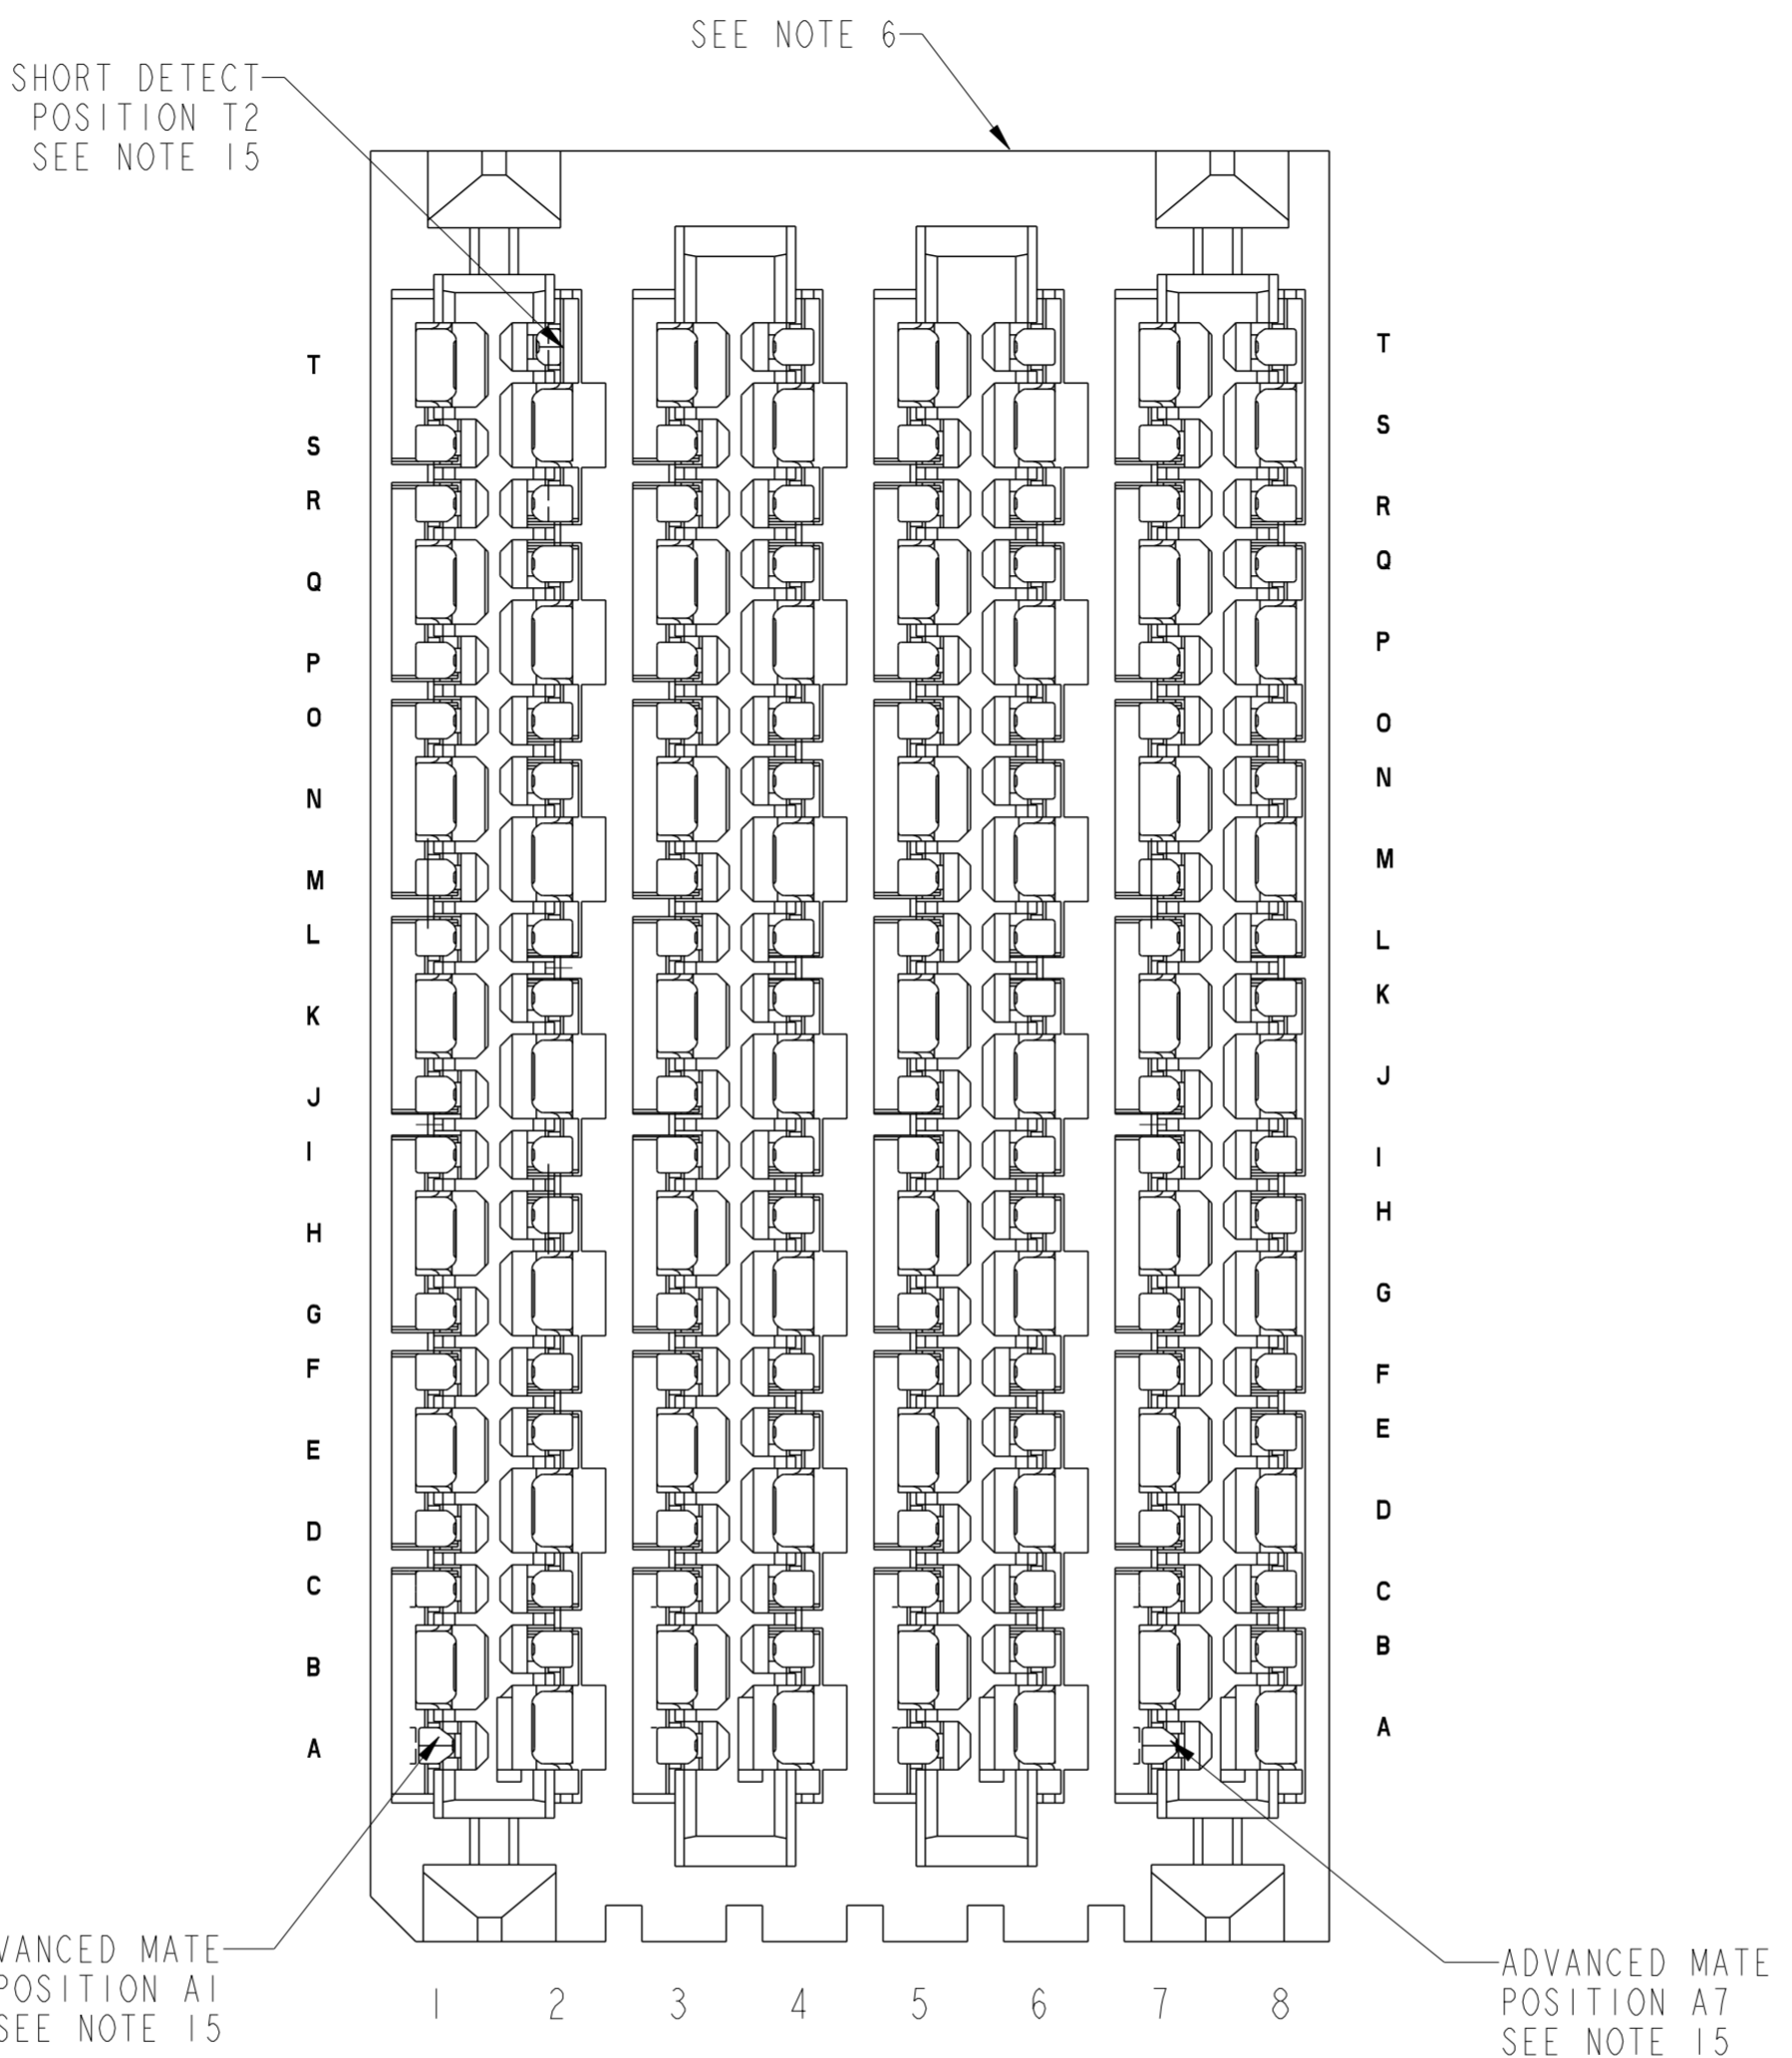 SEE NOTE 6
SHORT DETECT
POSITION T2
SEE NOTE 15
T
S
R
Q
P
O
N
M
L
K
J
I
H
G
F
E
D
C
B
A
T
S
R
Q
P
O
N
M
L
K
J
I
H
G
F
E
D
C
B
A
VANCED MATE
POSITION A1
SEE NOTE 15
1 2 3 4 5 6 7 8
ADVANCED MATE
POSITION A7
SEE NOTE 15